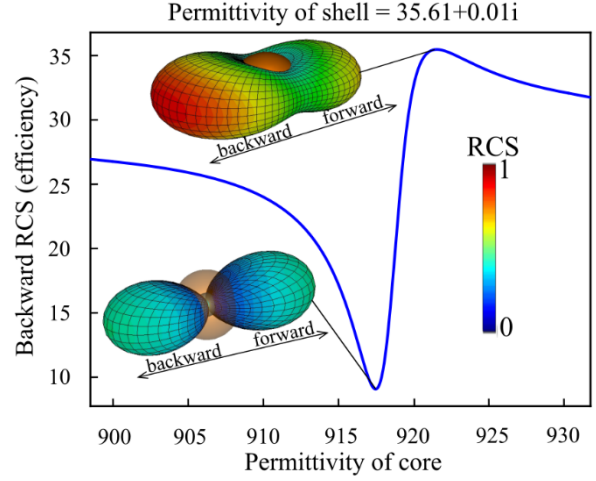 Permittivity of shell = 35.61+0.01i
Backward RCS (efficiency)
35
30
25
20
15
10
backward
forward
RCS
1
0
backward
forward
900
905
910
915
920
925
930
Permittivity of core